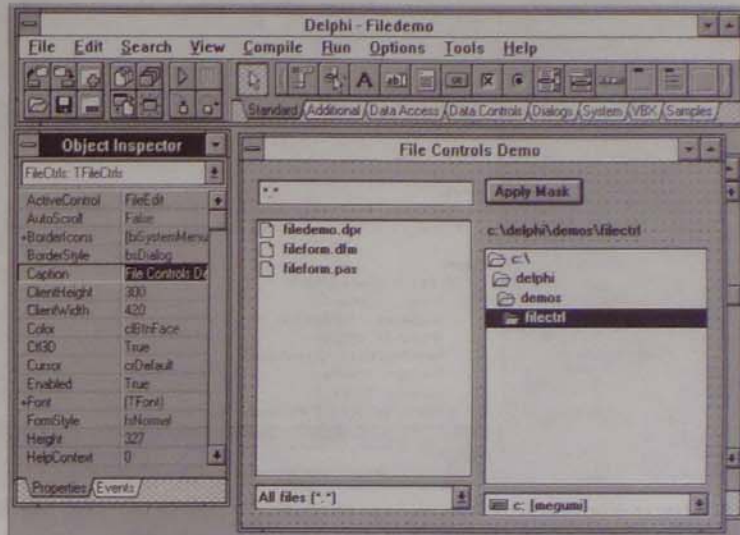 Delphi - Filedemo
File Edit Search View Compile Run Options Tools Help
Standard Additional Data Access Data Controls Dialogs System VBX Samples
Object Inspector
FileCtrls: TFileCtrls
ActiveControl FileEdit
AutoScroll False
+BorderIcons [biSystemMenu
BorderStyle bsDialog
Caption File Controls De
ClientHeight 300
ClientWidth 420
Color clBtnFace
Ctl3D True
Cursor crDefault
Enabled True
+Font (TFont)
FormStyle fsNormal
Height 327
HelpContext 0
Properties Events
File Controls Demo
*.*
Apply Mask
filedemo.dpr
fileform.dfm
fileform.pas
c:\delphi\demos\filectrl
c:\
delphi
demos
filectrl
All files (*.*)
c: [megumi]